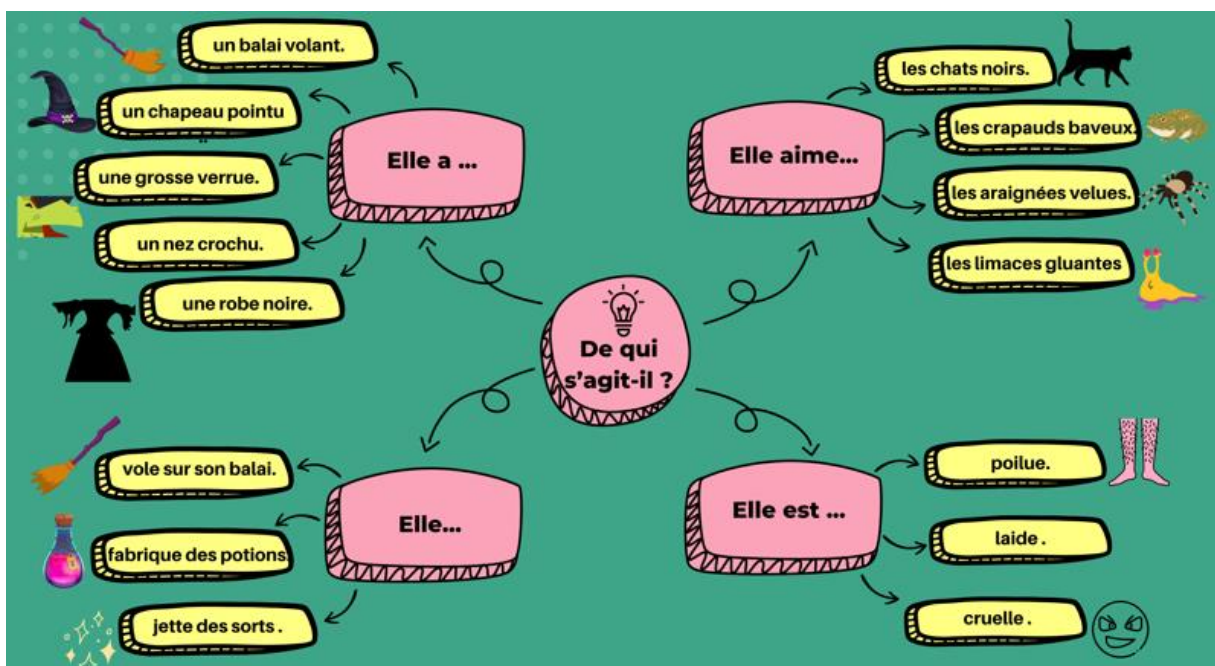 De qui
s'agit-il ?
Elle a ...
un balai volant.
un chapeau pointu
..
une grosse verrue.
un nez crochu.
une robe noire.
Elle aime...
les chats noirs.
les crapauds baveux.
les araignées velues.
les limaces gluantes
Elle...
vole sur son balai.
fabrique des potions.
jette des sorts .
Elle est ...
poilue.
laide .
cruelle .